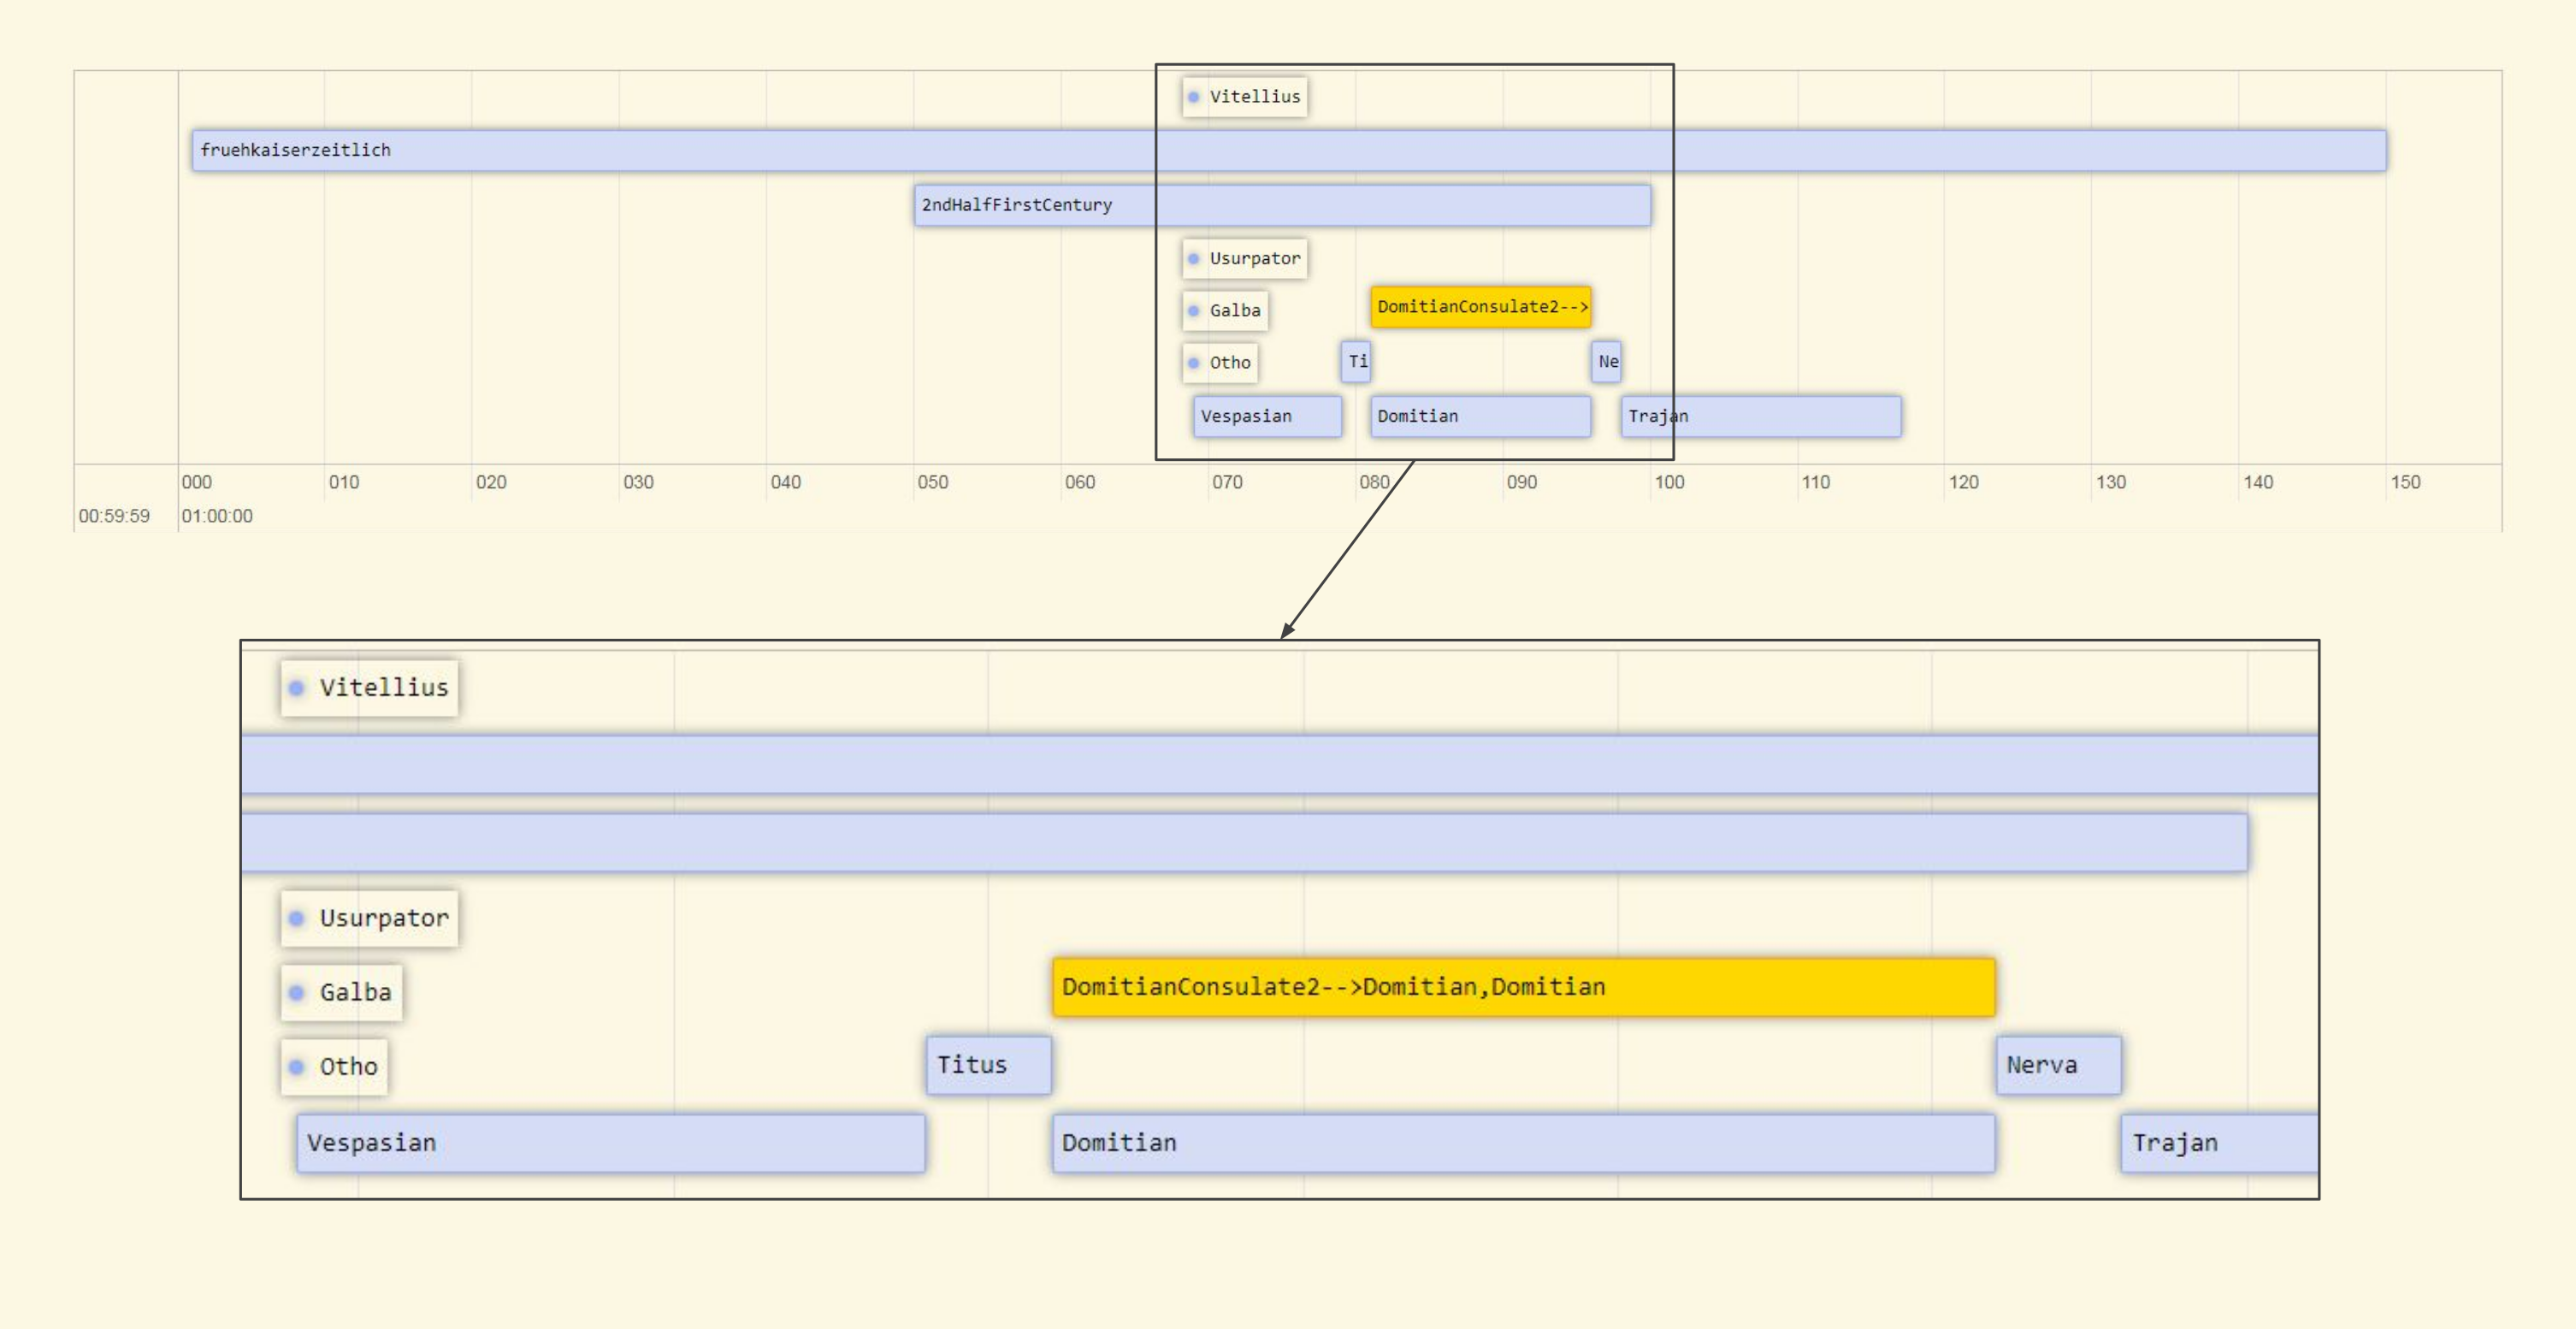 Vitellius
fruehkaiserzeitlich
2ndHalfFirstCentury
Usurpator
Galba
DomitianConsulate2-->
Otho
Ti
Ne
Vespasian
Domitian
Trajan
000 010 020 030 040 050 060 070 080 090 100 110 120 130 140 150
00:59:59 01:00:00
Vitellius
Usurpator
Galba
DomitianConsulate2-->Domitian,Domitian
Otho
Titus
Nerva
Vespasian
Domitian
Trajan